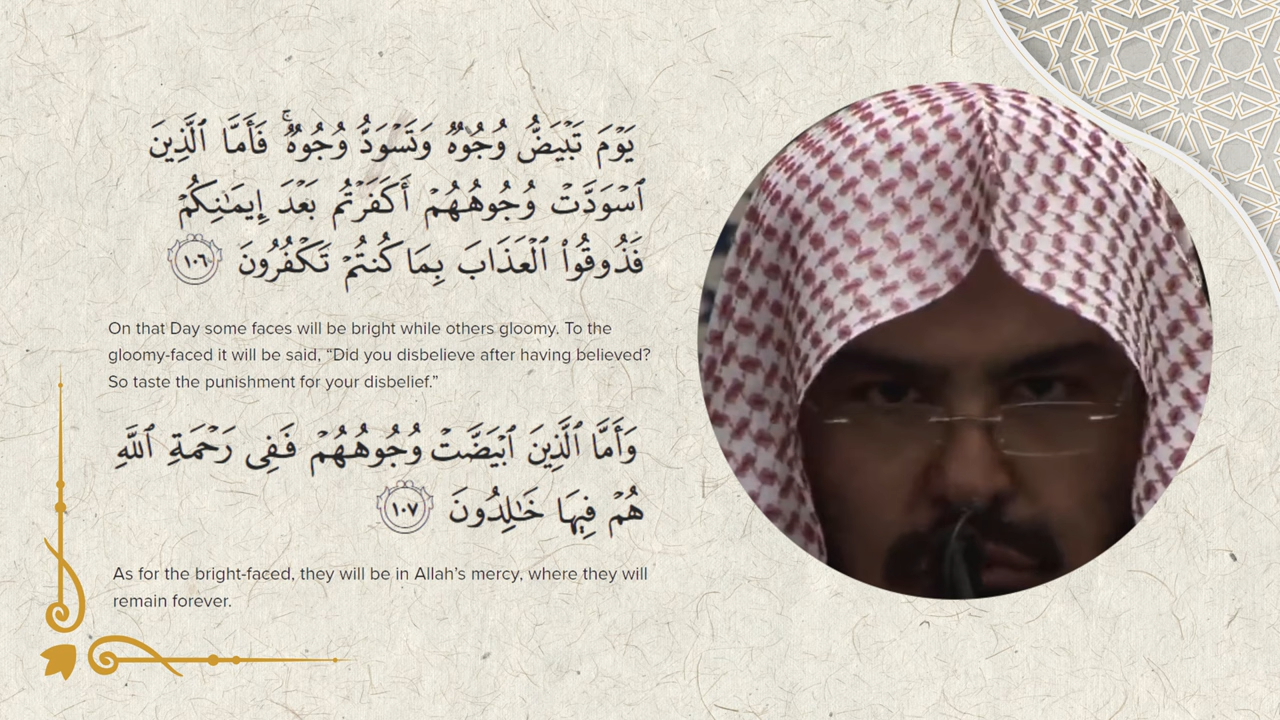 يَوْمَ تَبْيَضُّ وُجُوهٌ وَتَسْوَدُّ وُجُوهٌ ۚ فَأَمَّا ٱلَّذِينَ
ٱسْوَدَّتْ وُجُوهُهُمْ أَكَفَرْتُم بَعْدَ إِيمَـٰنِكُمْ
فَذُوقُوا۟ ٱلْعَذَابَ بِمَا كُنتُمْ تَكْفُرُونَ ١٠٦
On that Day some faces will be bright while others gloomy. To the
gloomy-faced it will be said, “Did you disbelieve after having believed?
So taste the punishment for your disbelief.”
وَأَمَّا ٱلَّذِينَ ٱبْيَضَّتْ وُجُوهُهُمْ فَفِى رَحْمَةِ ٱللَّهِ
هُمْ فِيهَا خَـٰلِدُونَ ١٠٧
As for the bright-faced, they will be in Allah’s mercy, where they will
remain forever.